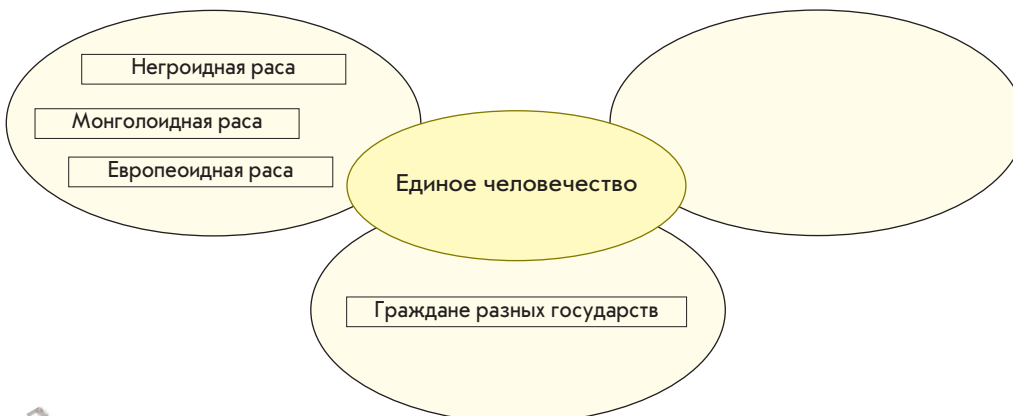 Негроидная раса
Монголоидная раса
Европеоидная раса
Единое человечество
Граждане разных государств